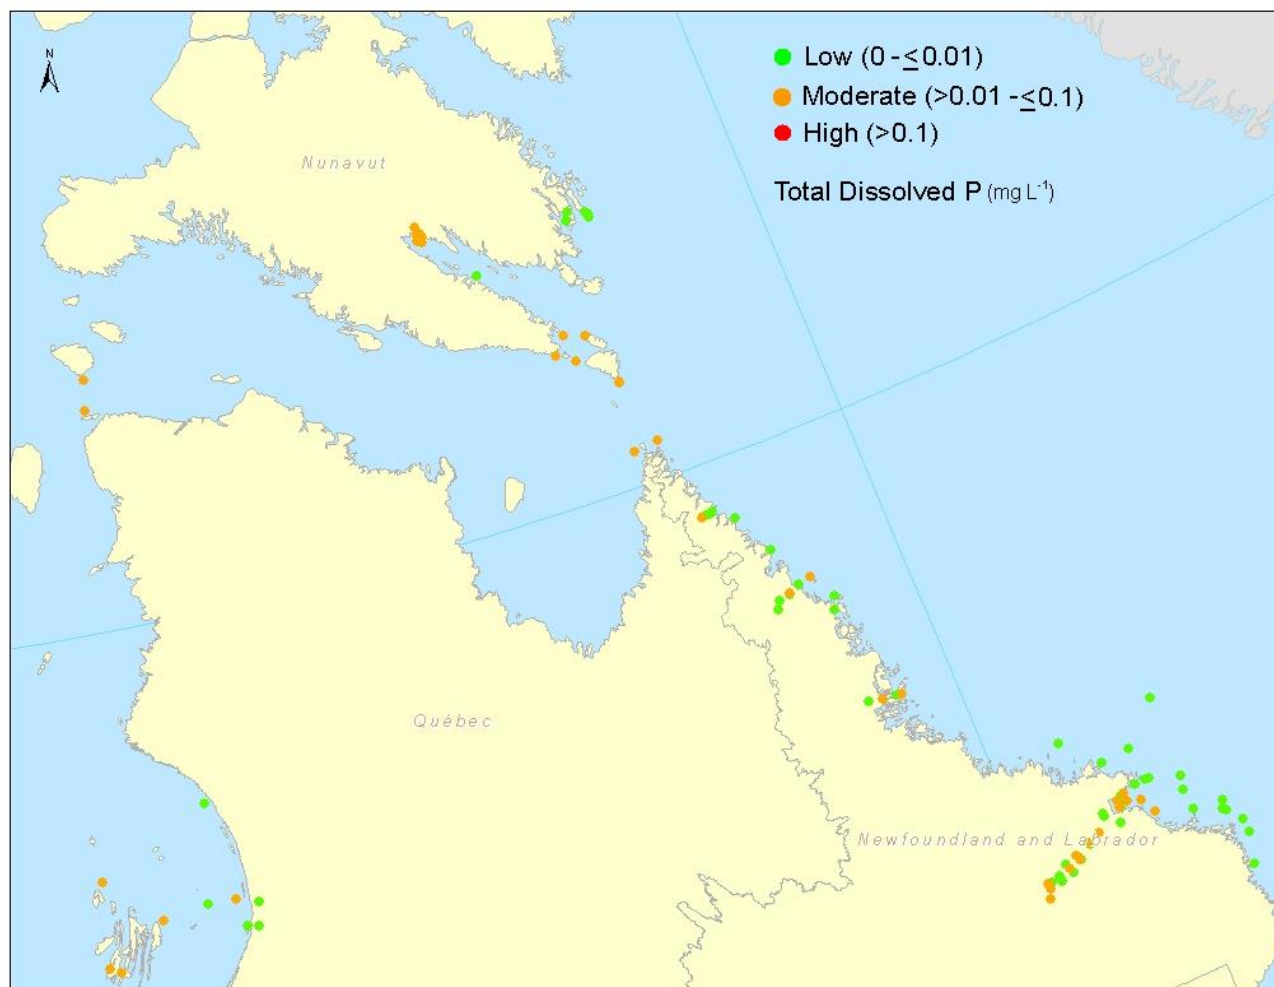 N
Low (0 - ≤0.01)
Moderate (>0.01 - ≤0.1)
High (>0.1)
Nunavut
Total Dissolved P (mg L-1)
Québec
Newfoundland and Labrador